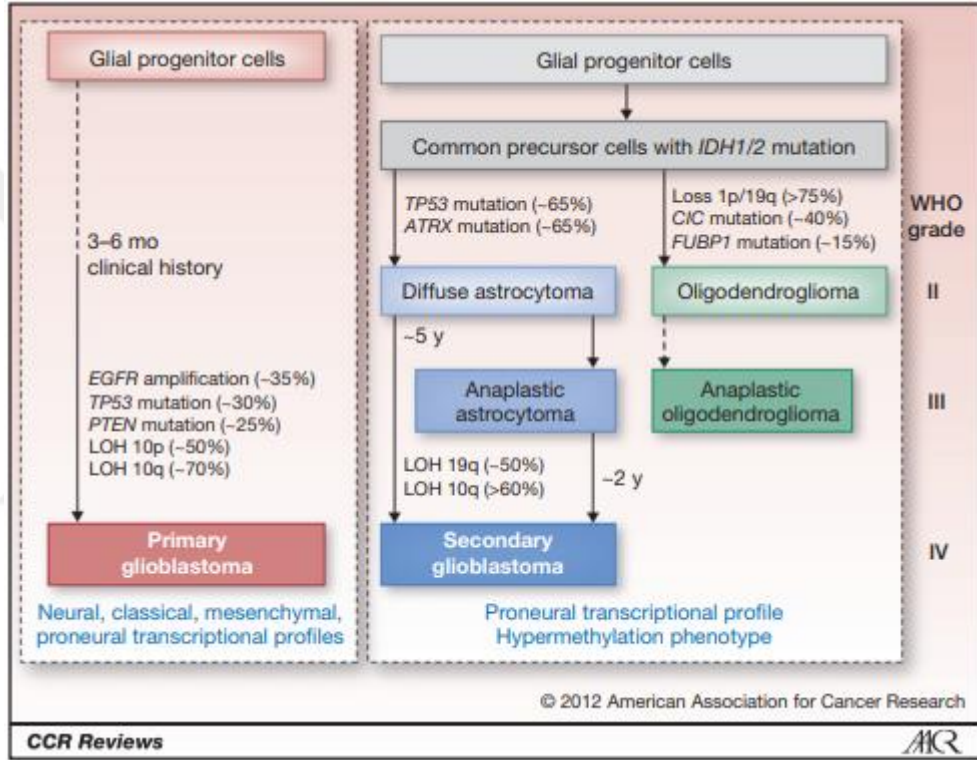 Glial progenitor cells
3–6 mo
clinical history
EGFR amplification (~35%)
TP53 mutation (~30%)
PTEN mutation (~25%)
LOH 10p (~50%)
LOH 10q (~70%)
Primary
glioblastoma
Neural, classical, mesenchymal,
proneural transcriptional profiles
Glial progenitor cells
Common precursor cells with IDH1/2 mutation
TP53 mutation (~65%)
ATRX mutation (~65%)
Loss 1p/19q (>75%)
CIC mutation (~40%)
FUBP1 mutation (~15%)
Diffuse astrocytoma
Oligodendroglioma
~5 y
Anaplastic
astrocytoma
Anaplastic
oligodendroglioma
LOH 19q (~50%)
LOH 10q (>60%)
~2 y
Secondary
glioblastoma
Proneural transcriptional profile
Hypermethylation phenotype
WHO
grade
II
III
IV
© 2012 American Association for Cancer Research
CCR Reviews
AACR